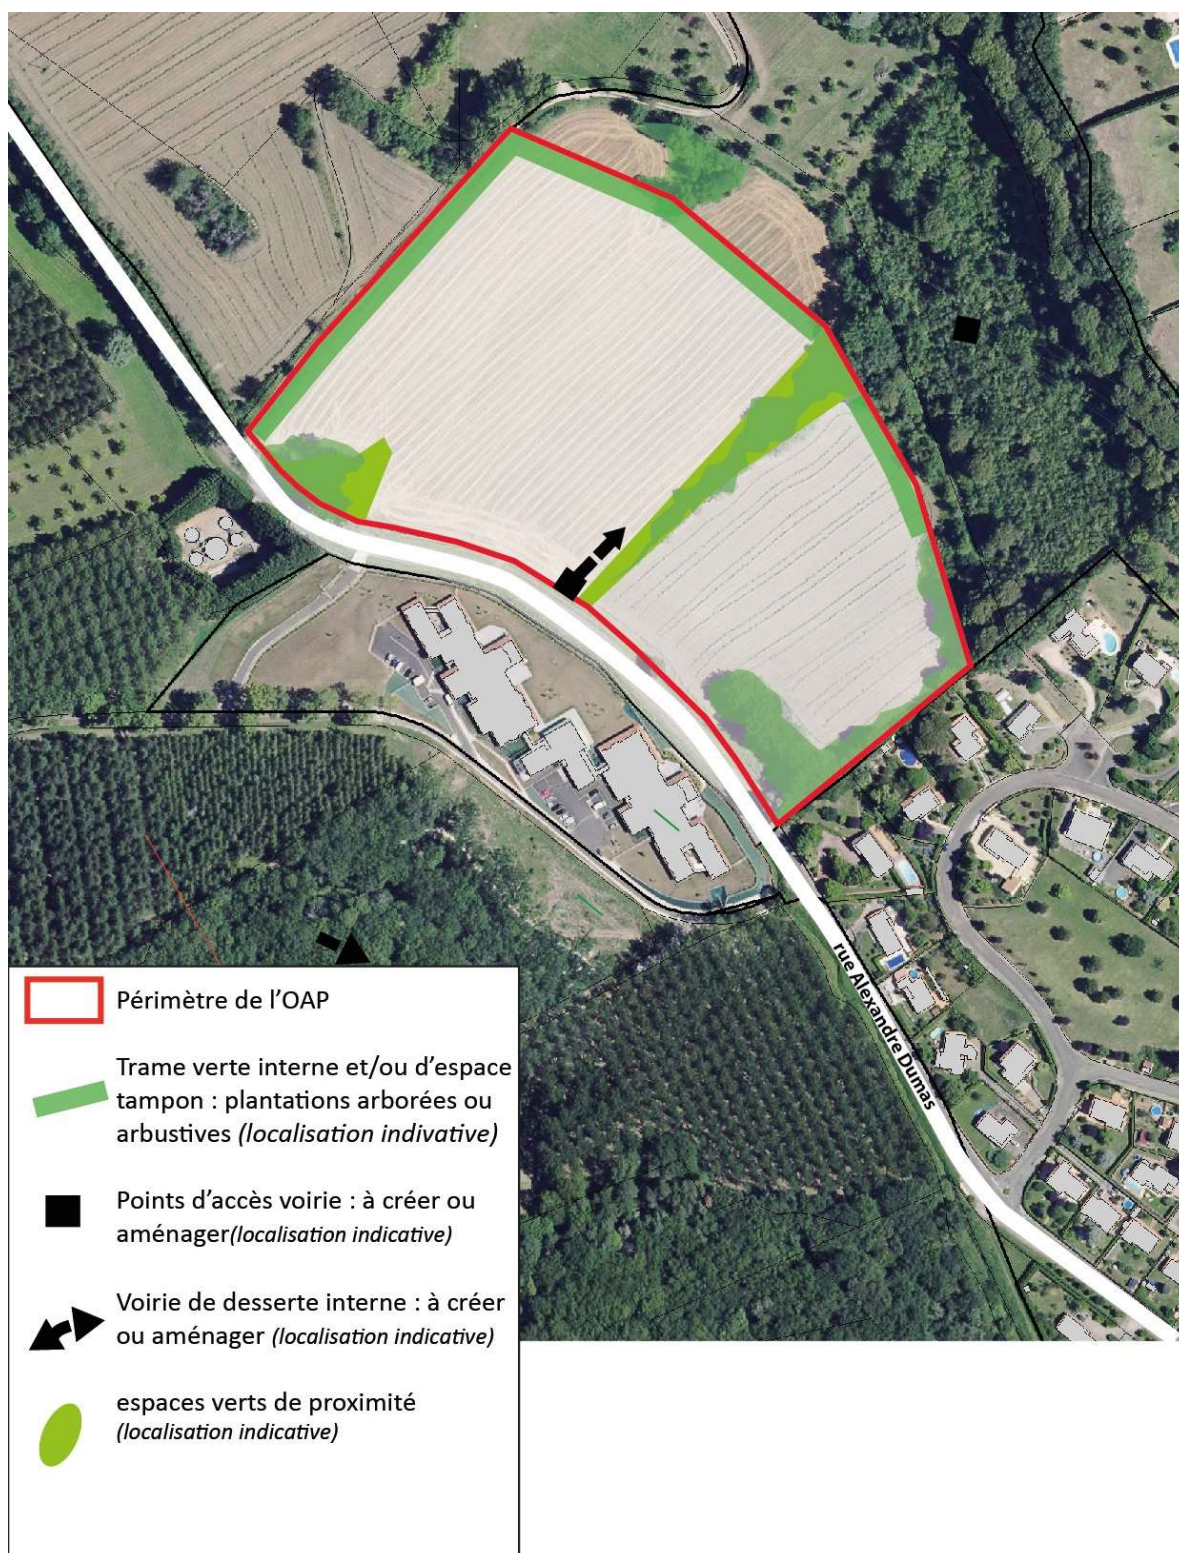 rue Alexandre Dumas
Périmètre de l'OAP
Trame verte interne et/ou d'espace
tampon : plantations arborées ou
arbustives (localisation indivative)
Points d'accès voirie : à créer ou
aménager(localisation indicative)
Voirie de desserte interne : à créer
ou aménager (localisation indicative)
espaces verts de proximité
(localisation indicative)